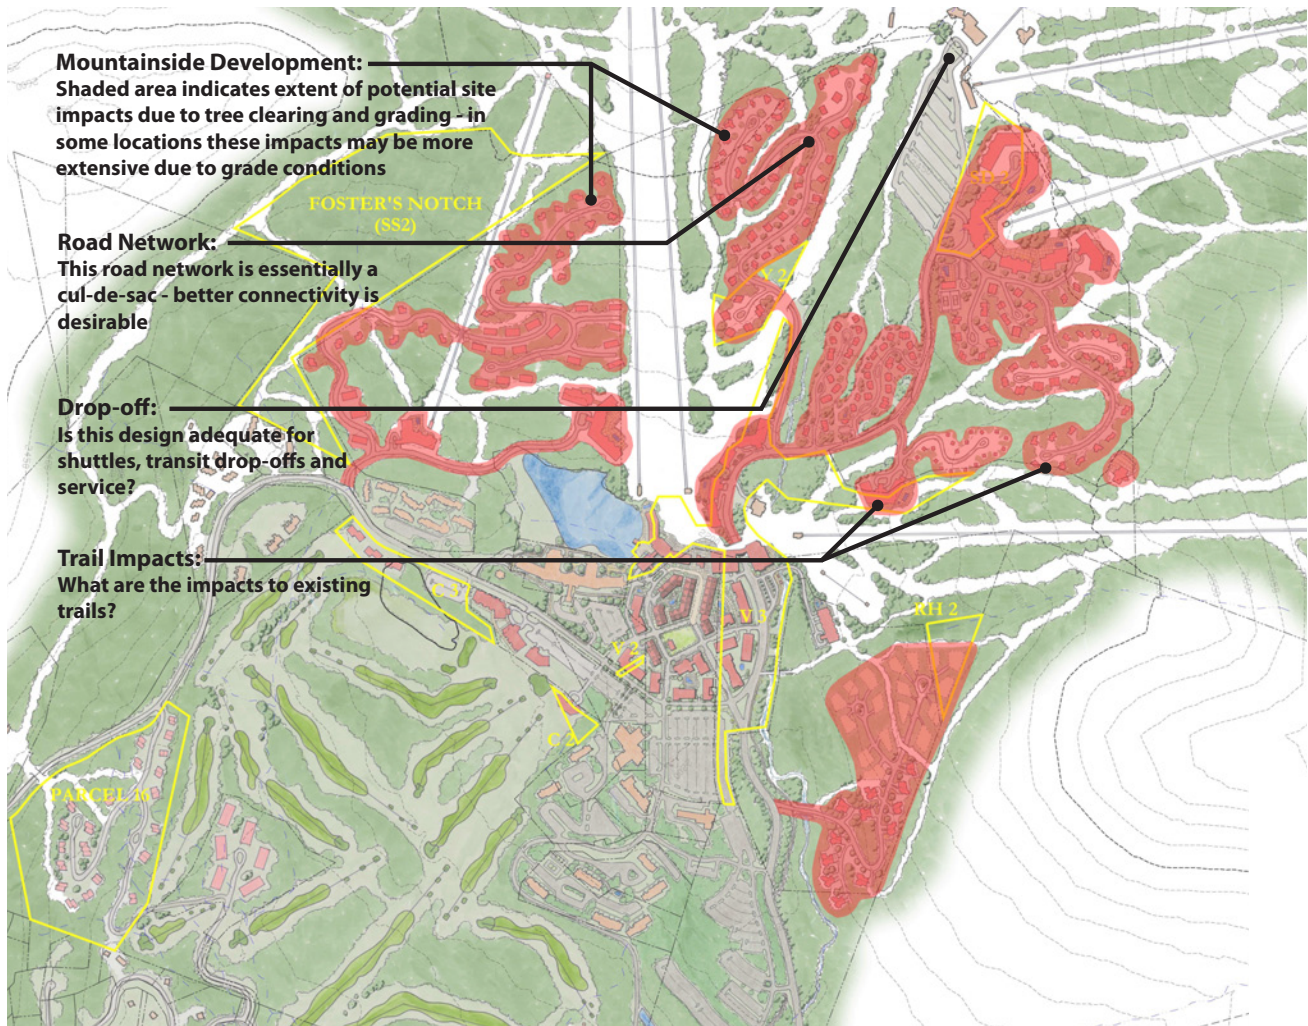 Mountainside Development:
Shaded area indicates extent of potential site
impacts due to tree clearing and grading - in
some locations these impacts may be more
extensive due to grade conditions
FOSTER'S NOTCH
(SS2)
Road Network:
This road network is essentially a
cul-de-sac - better connectivity is
desirable
V 2
Drop-off:
Is this design adequate for
shuttles, transit drop-offs and
service?
Trail Impacts:
What are the impacts to existing
trails?
C 3
V 3
RH 2
V 2
C 2
PARCEL 16